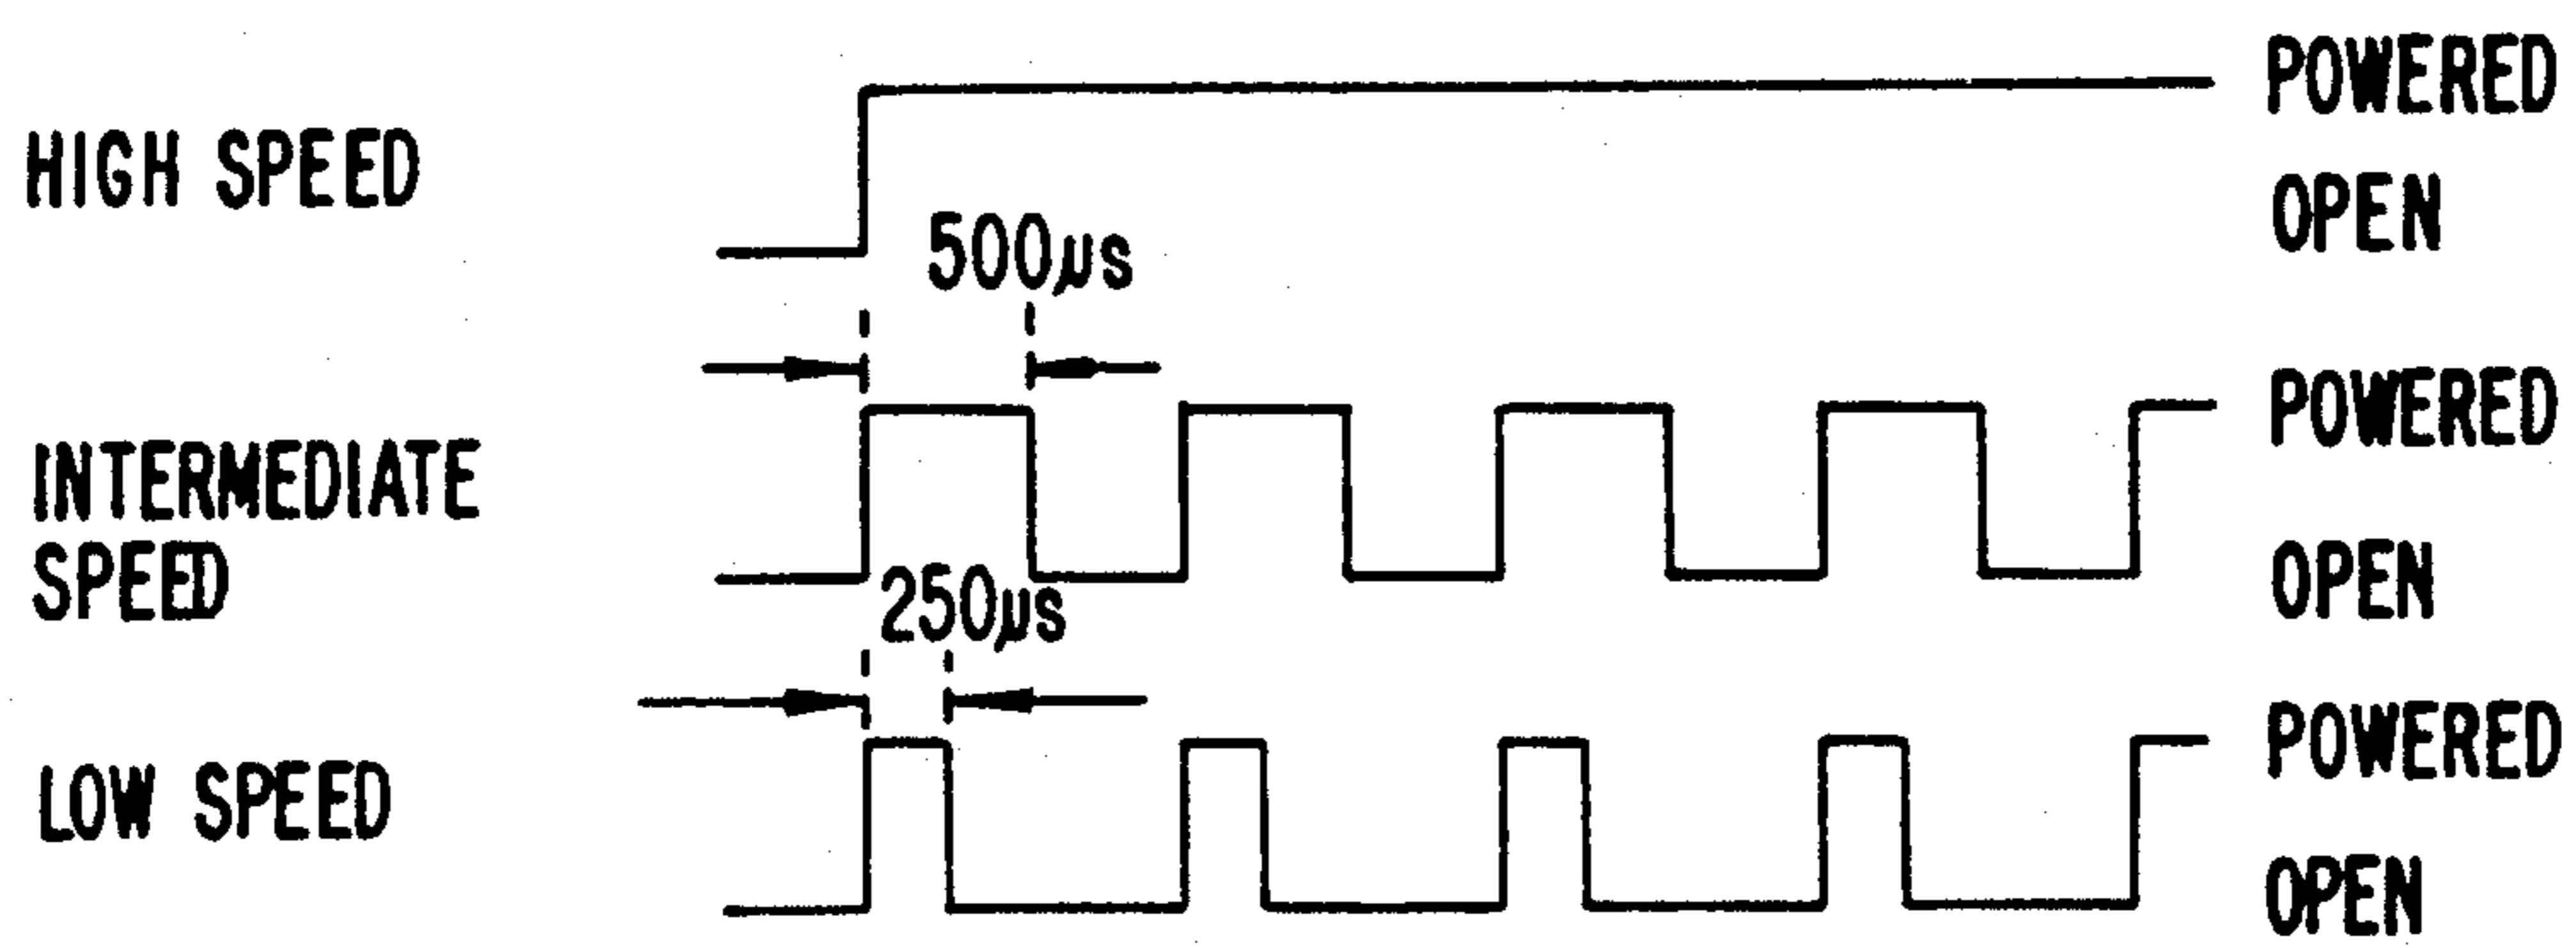 POWERED
HIGH SPEED
OPEN
500μs
POWERED
INTERMEDIATE
SPEED
OPEN
250μs
POWERED
LOW SPEED
OPEN